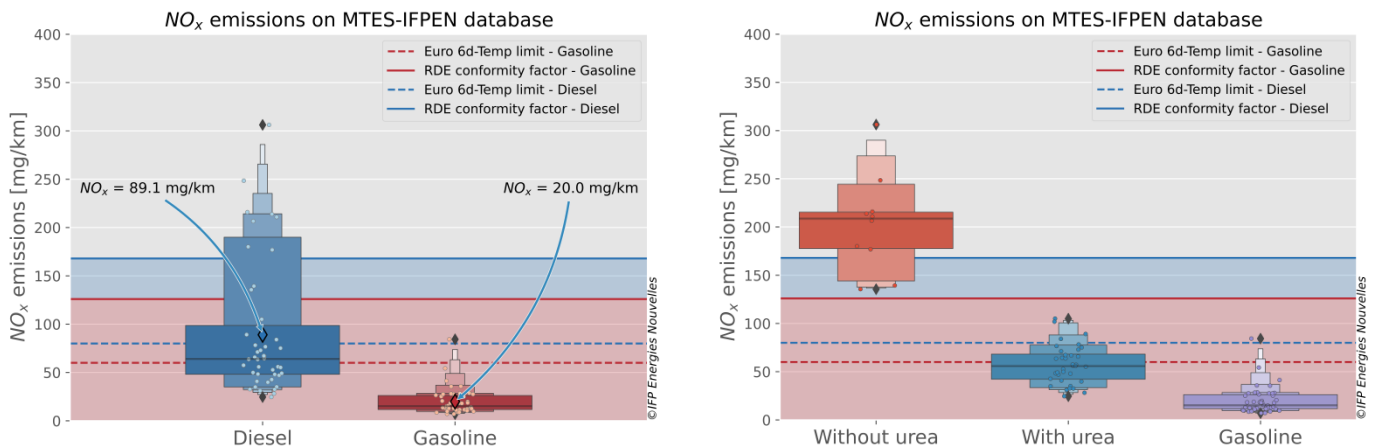 NOx emissions on MTES-IFPEN database
NOx emissions [mg/km]
400
350
300
250
200
150
100
50
0
Euro 6d-Temp limit - Gasoline
RDE conformity factor - Gasoline
Euro 6d-Temp limit - Diesel
RDE conformity factor - Diesel
NOx = 89.1 mg/km
NOx = 20.0 mg/km
©IFP Energies Nouvelles
Diesel
Gasoline
NOx emissions on MTES-IFPEN database
NOx emissions [mg/km]
400
350
300
250
200
150
100
50
0
Euro 6d-Temp limit - Gasoline
RDE conformity factor - Gasoline
Euro 6d-Temp limit - Diesel
RDE conformity factor - Diesel
©IFP Energies Nouvelles
Without urea
With urea
Gasoline